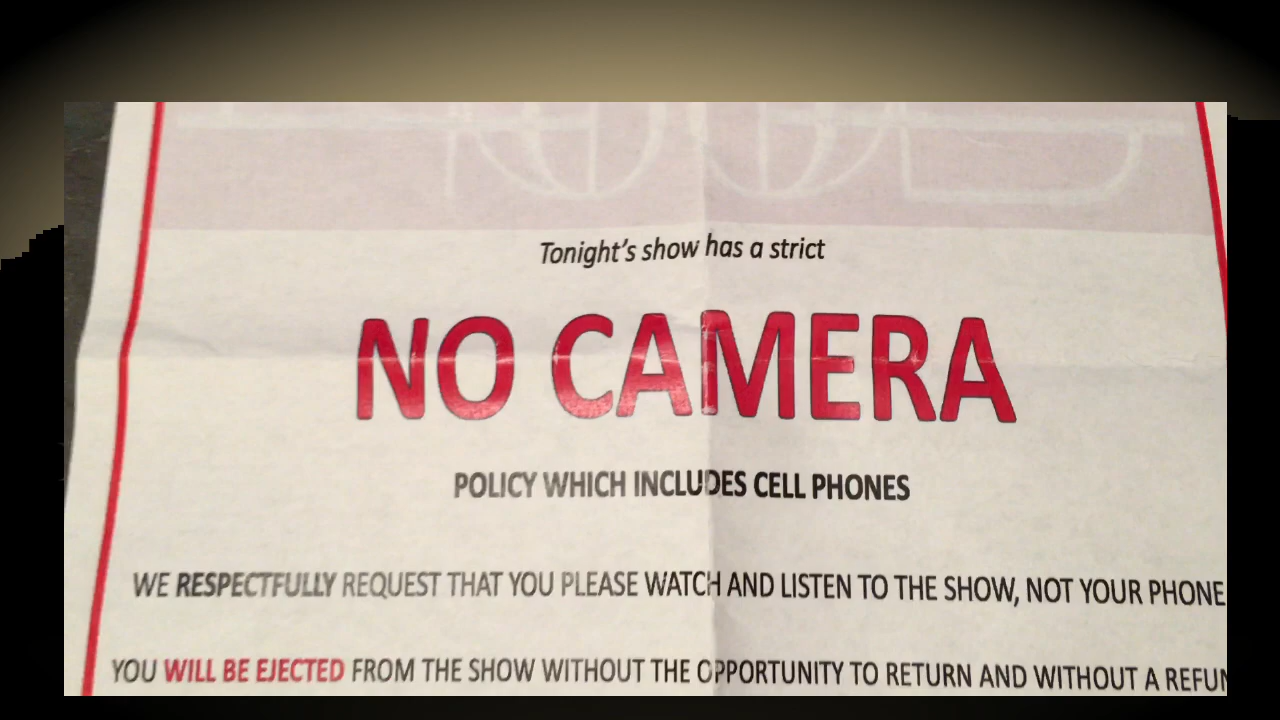 Tonight's show has a strict
NO CAMERA
POLICY WHICH INCLUDES CELL PHONES
WE RESPECTFULLY REQUEST THAT YOU PLEASE WATCH AND LISTEN TO THE SHOW, NOT YOUR PHONE
YOU WILL BE EJECTED FROM THE SHOW WITHOUT THE OPPORTUNITY TO RETURN AND WITHOUT A